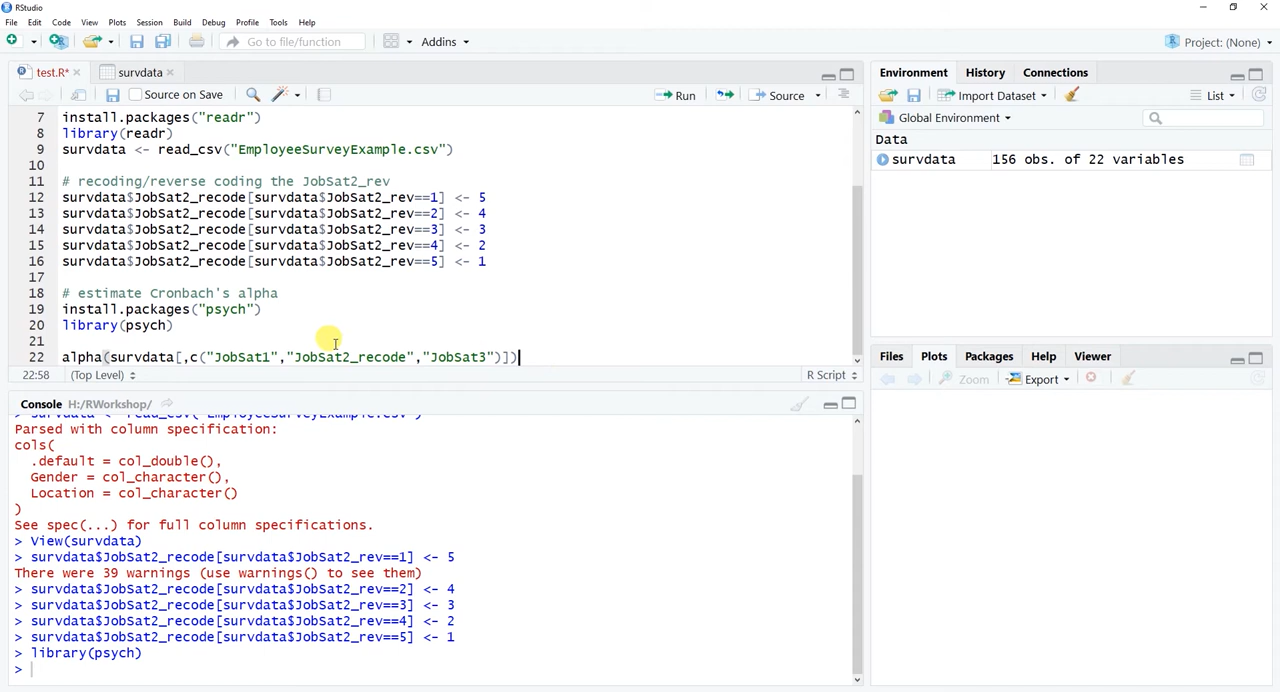 RStudio
File Edit Code View Plots Session Build Debug Profile Tools Help
Go to file/function Addins Project: (None)
test.R* survdata
Source on Save Run Source
7 install.packages("readr")
8 library(readr)
9 survdata <- read_csv("EmployeeSurveyExample.csv")
10
11 # recoding/reverse coding the JobSat2_rev
12 survdata$JobSat2_recode[survdata$JobSat2_rev==1] <- 5
13 survdata$JobSat2_recode[survdata$JobSat2_rev==2] <- 4
14 survdata$JobSat2_recode[survdata$JobSat2_rev==3] <- 3
15 survdata$JobSat2_recode[survdata$JobSat2_rev==4] <- 2
16 survdata$JobSat2_recode[survdata$JobSat2_rev==5] <- 1
17
18 # estimate Cronbach's alpha
19 install.packages("psych")
20 library(psych)
21
22 alpha(survdata[,c("JobSat1","JobSat2_recode","JobSat3")])
22:58 (Top Level) R Script
Console H:/RWorkshop/
> survdata <- read_csv("EmployeeSurveyExample.csv")
Parsed with column specification:
cols(
.default = col_double(),
Gender = col_character(),
Location = col_character()
)
See spec(...) for full column specifications.
> View(survdata)
> survdata$JobSat2_recode[survdata$JobSat2_rev==1] <- 5
There were 39 warnings (use warnings() to see them)
> survdata$JobSat2_recode[survdata$JobSat2_rev==2] <- 4
> survdata$JobSat2_recode[survdata$JobSat2_rev==3] <- 3
> survdata$JobSat2_recode[survdata$JobSat2_rev==4] <- 2
> survdata$JobSat2_recode[survdata$JobSat2_rev==5] <- 1
> library(psych)
>
Environment History Connections
Import Dataset List
Global Environment
Data
survdata 156 obs. of 22 variables
Files Plots Packages Help Viewer
Zoom Export